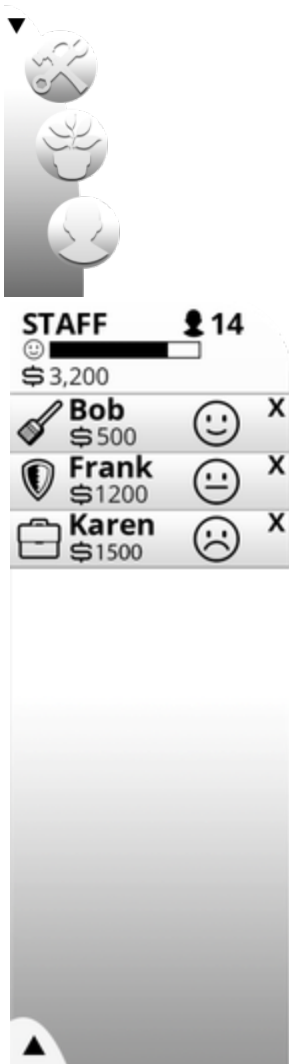 STAFF 14
$3,200
Bob X
$500
Frank X
$1200
Karen X
$1500